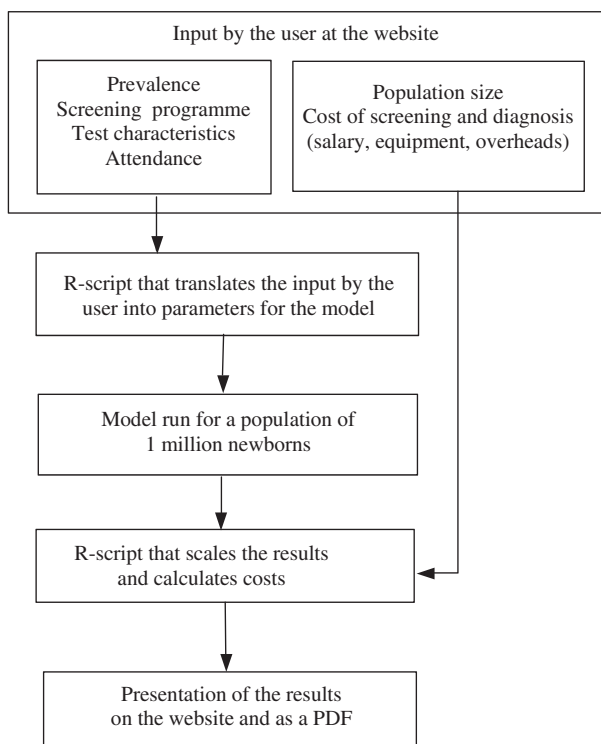 Input by the user at the website
Prevalence
Screening programme
Test characteristics
Attendance
Population size
Cost of screening and diagnosis
(salary, equipment, overheads)
R-script that translates the input by the
user into parameters for the model
Model run for a population of
1 million newborns
R-script that scales the results
and calculates costs
Presentation of the results
on the website and as a PDF